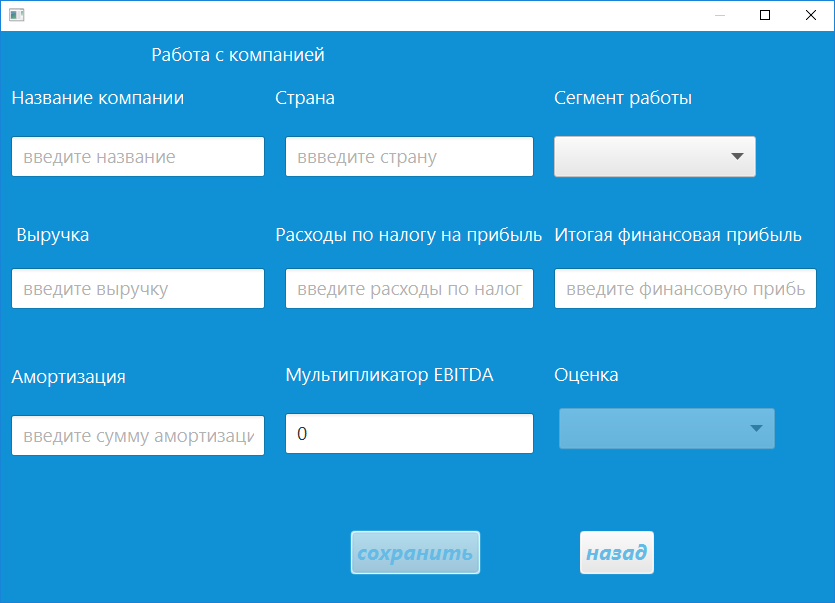 Работа с компанией
Название компании Страна Сегмент работы
введите название ввведите страну
Выручка Расходы по налогу на прибыль Итогая финансовая прибыль
введите выручку введите расходы по налог введите финансовую прибь
Амортизация Мультипликатор EBITDA Оценка
введите сумму амортизаци 0
сохранить назад